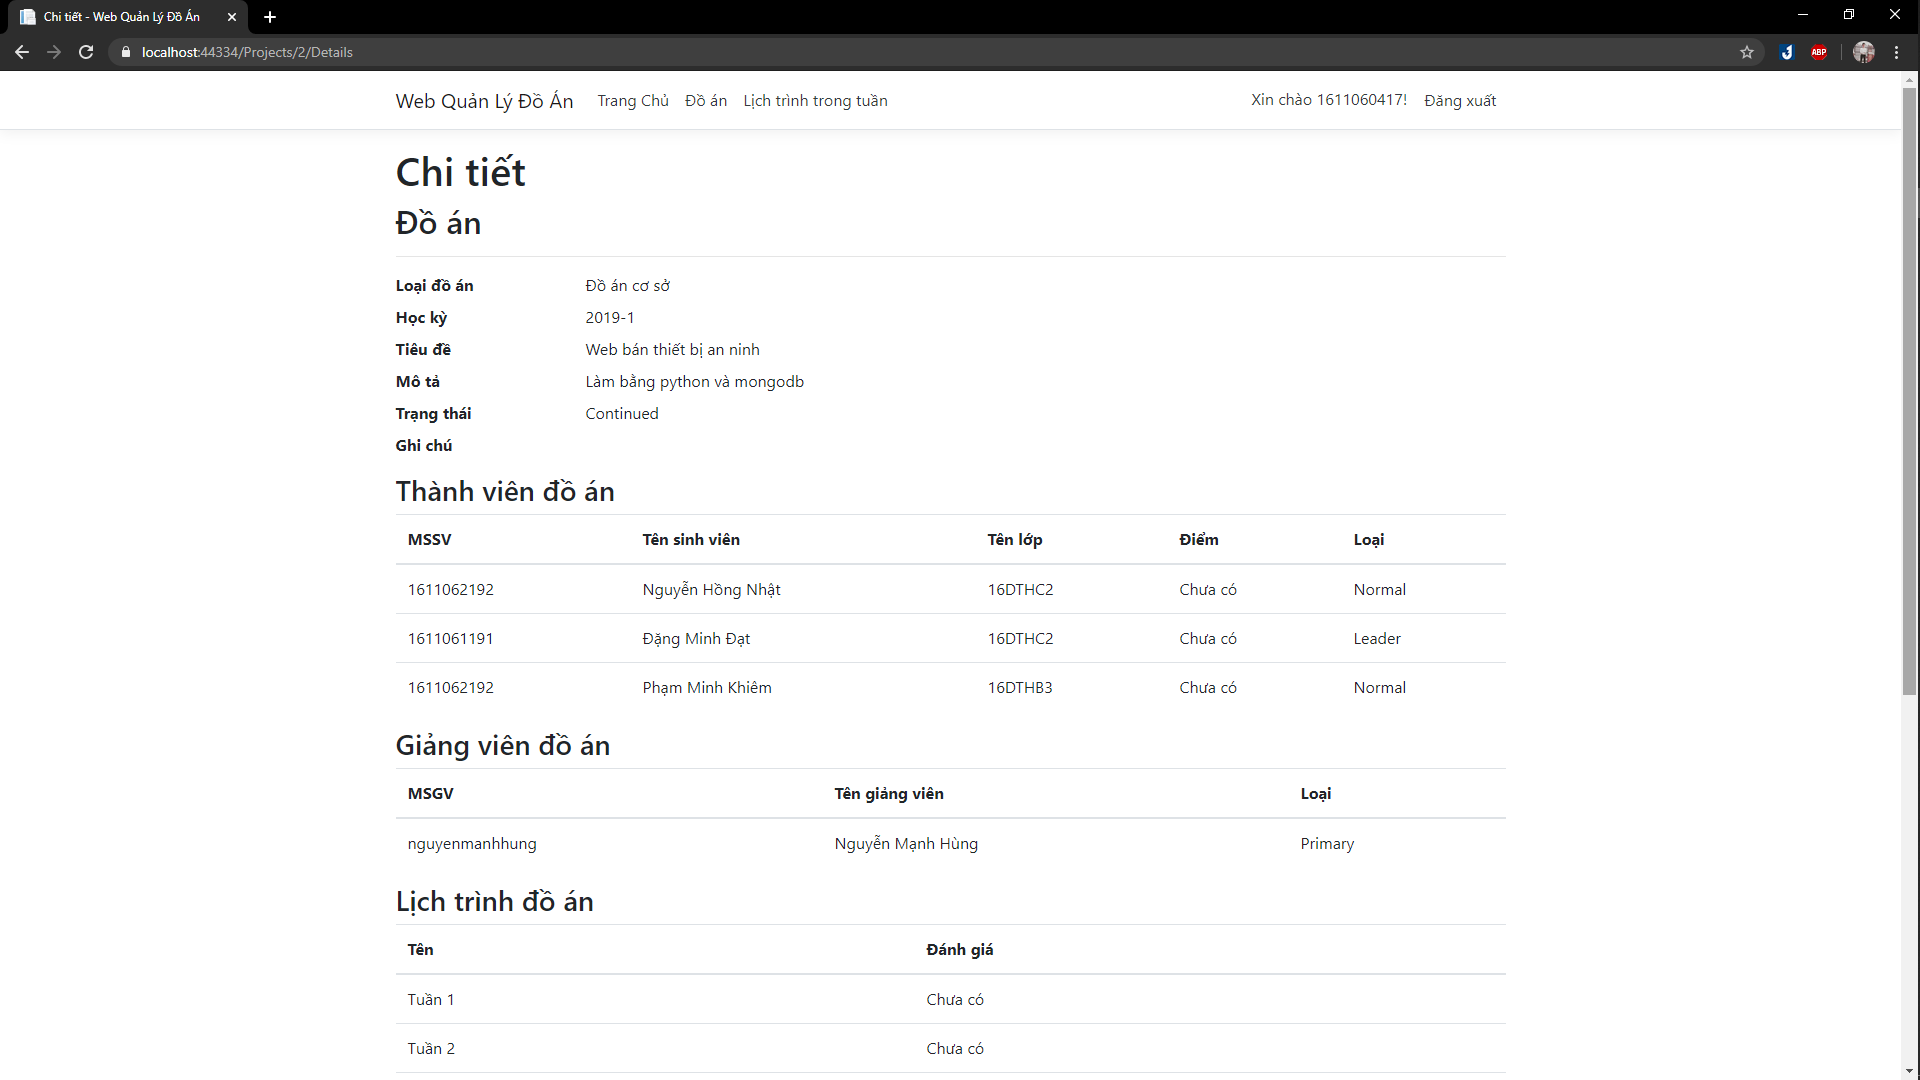 Chi tiết - Web Quản Lý Đồ Án
localhost:44334/Projects/2/Details
ABP
Web Quản Lý Đồ Án Trang Chủ Đồ án Lịch trình trong tuần Xin chào 1611060417! Đăng xuất
Chi tiết
Đồ án
Loại đồ án Đồ án cơ sở
Học kỳ 2019-1
Tiêu đề Web bán thiết bị an ninh
Mô tả Làm bằng python và mongodb
Trạng thái Continued
Ghi chú
Thành viên đồ án
MSSV Tên sinh viên Tên lớp Điểm Loại
1611062192 Nguyễn Hồng Nhật 16DTHC2 Chưa có Normal
1611061191 Đặng Minh Đạt 16DTHC2 Chưa có Leader
1611062192 Phạm Minh Khiêm 16DTHB3 Chưa có Normal
Giảng viên đồ án
MSGV Tên giảng viên Loại
nguyenmanhhung Nguyễn Mạnh Hùng Primary
Lịch trình đồ án
Tên Đánh giá
Tuần 1 Chưa có
Tuần 2 Chưa có